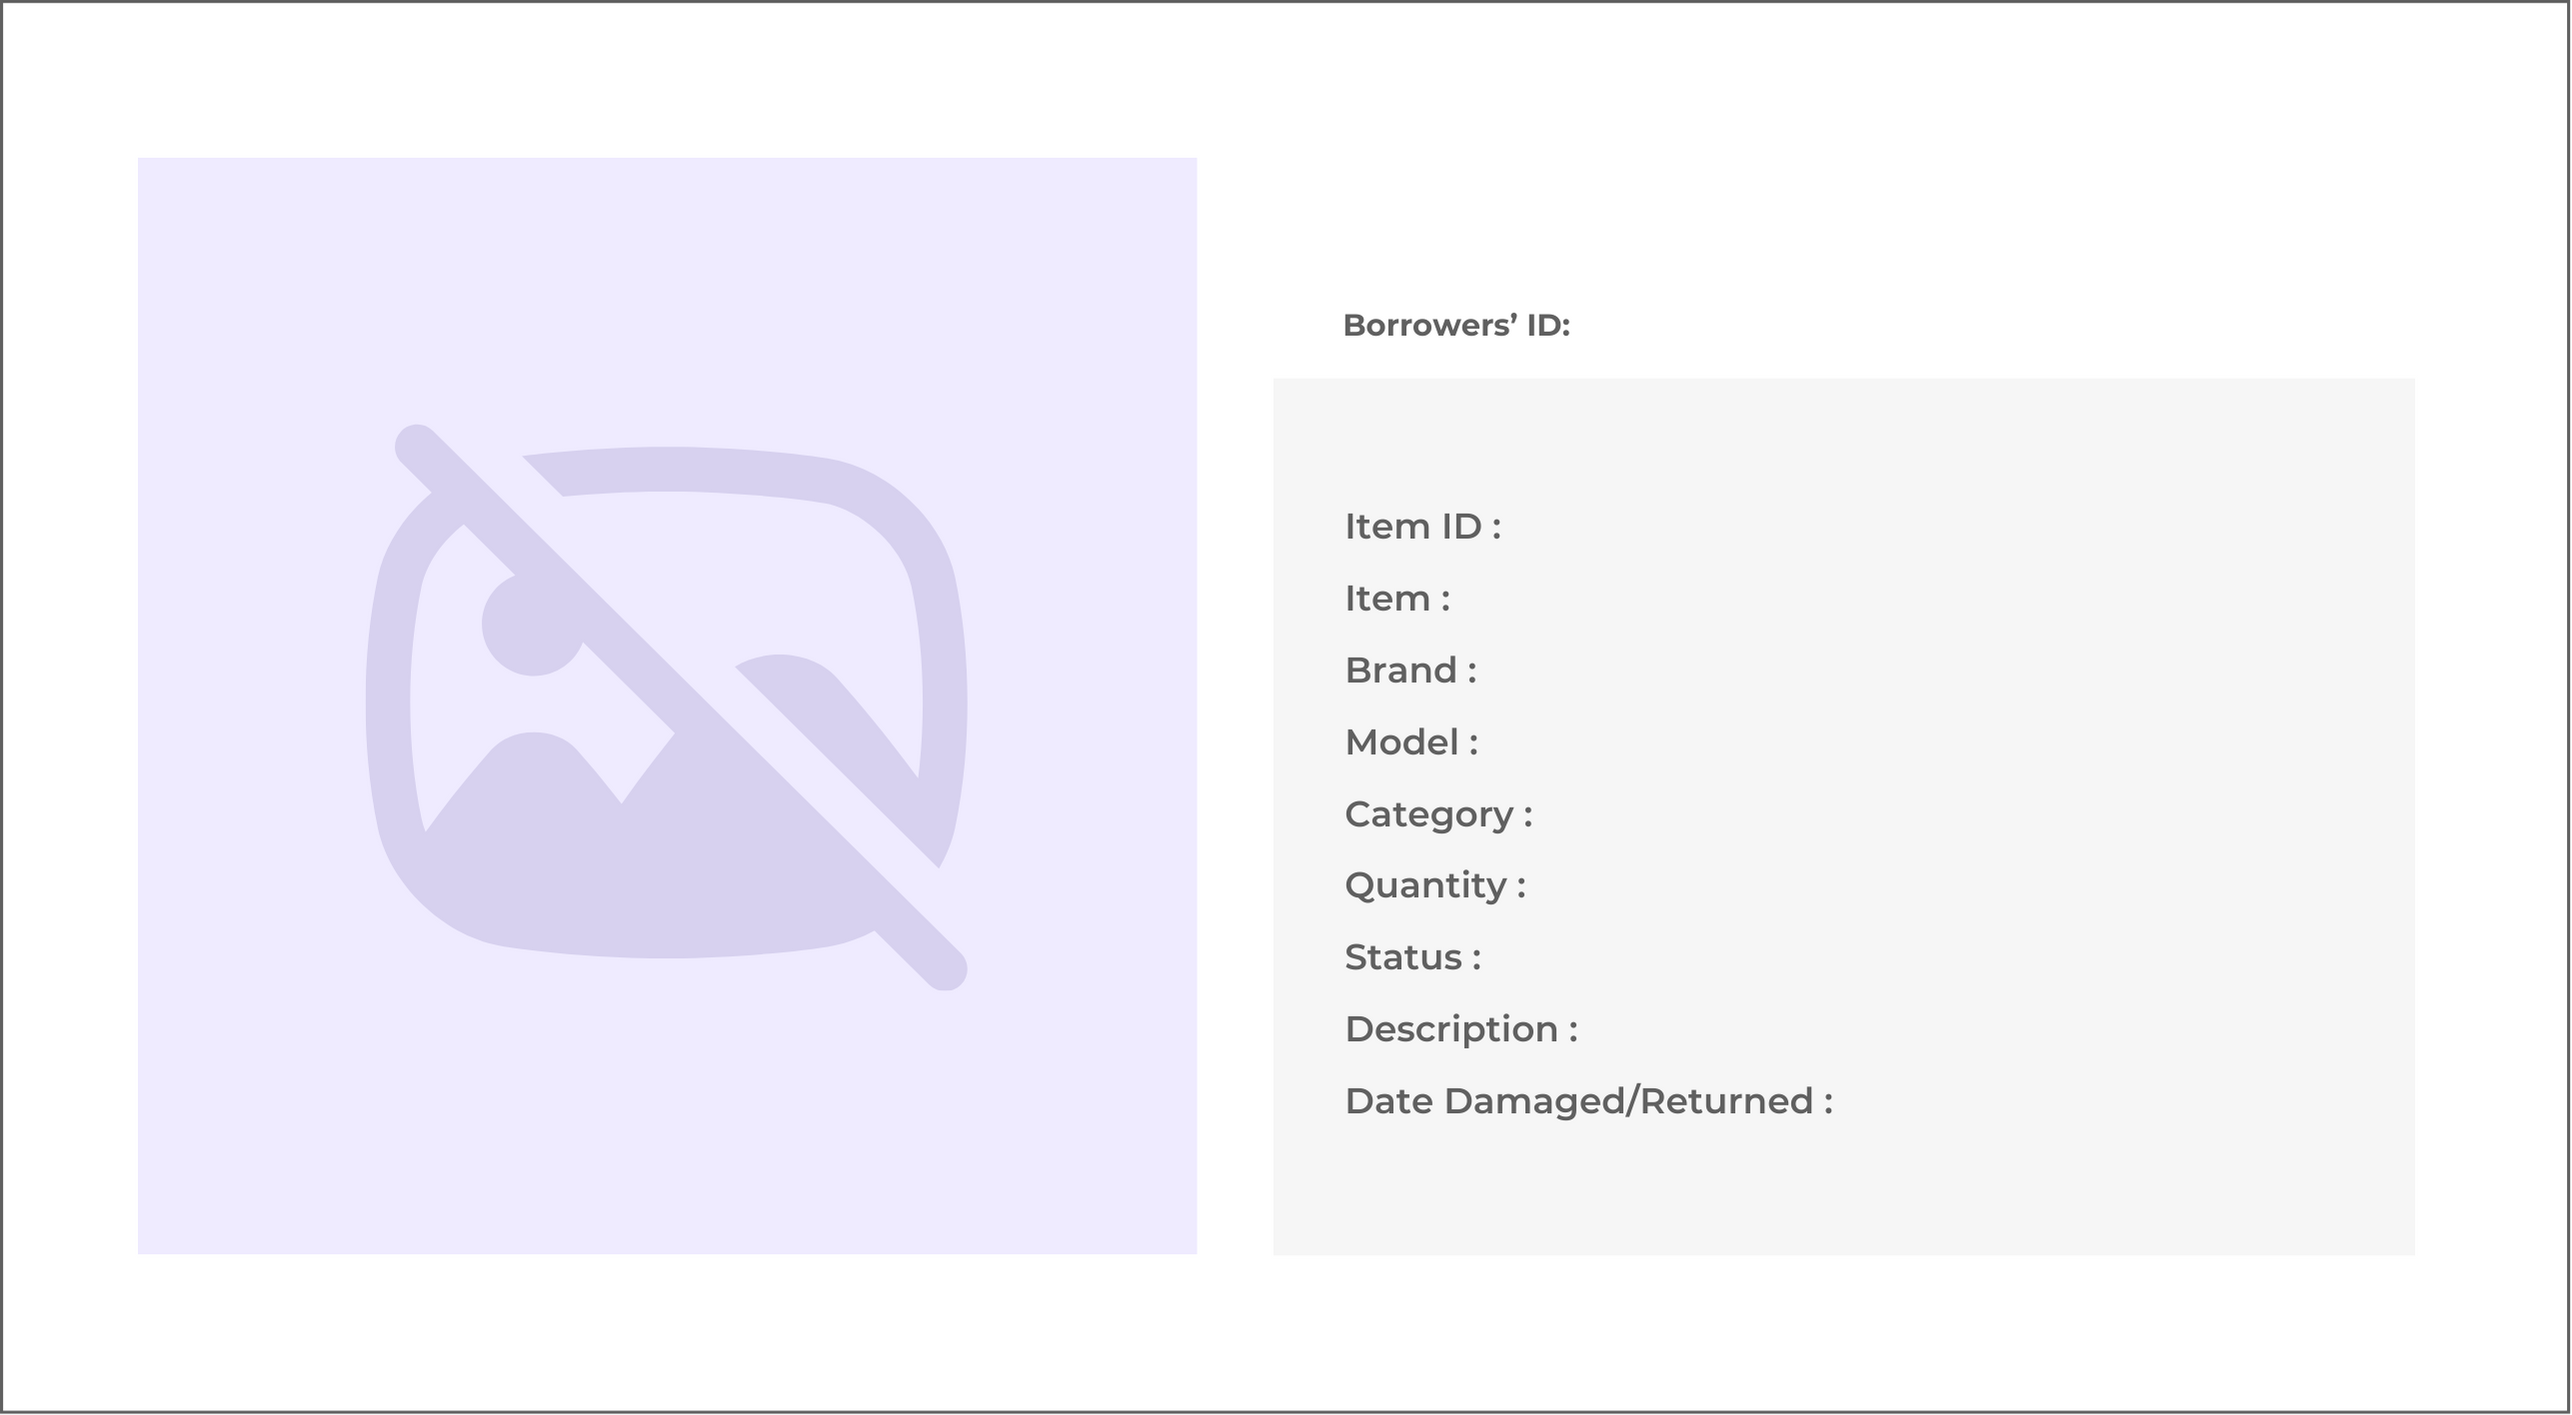 Borrowers’ ID:
Item ID :
Item :
Brand :
Model :
Category :
Quantity :
Status :
Description :
Date Damaged/Returned :